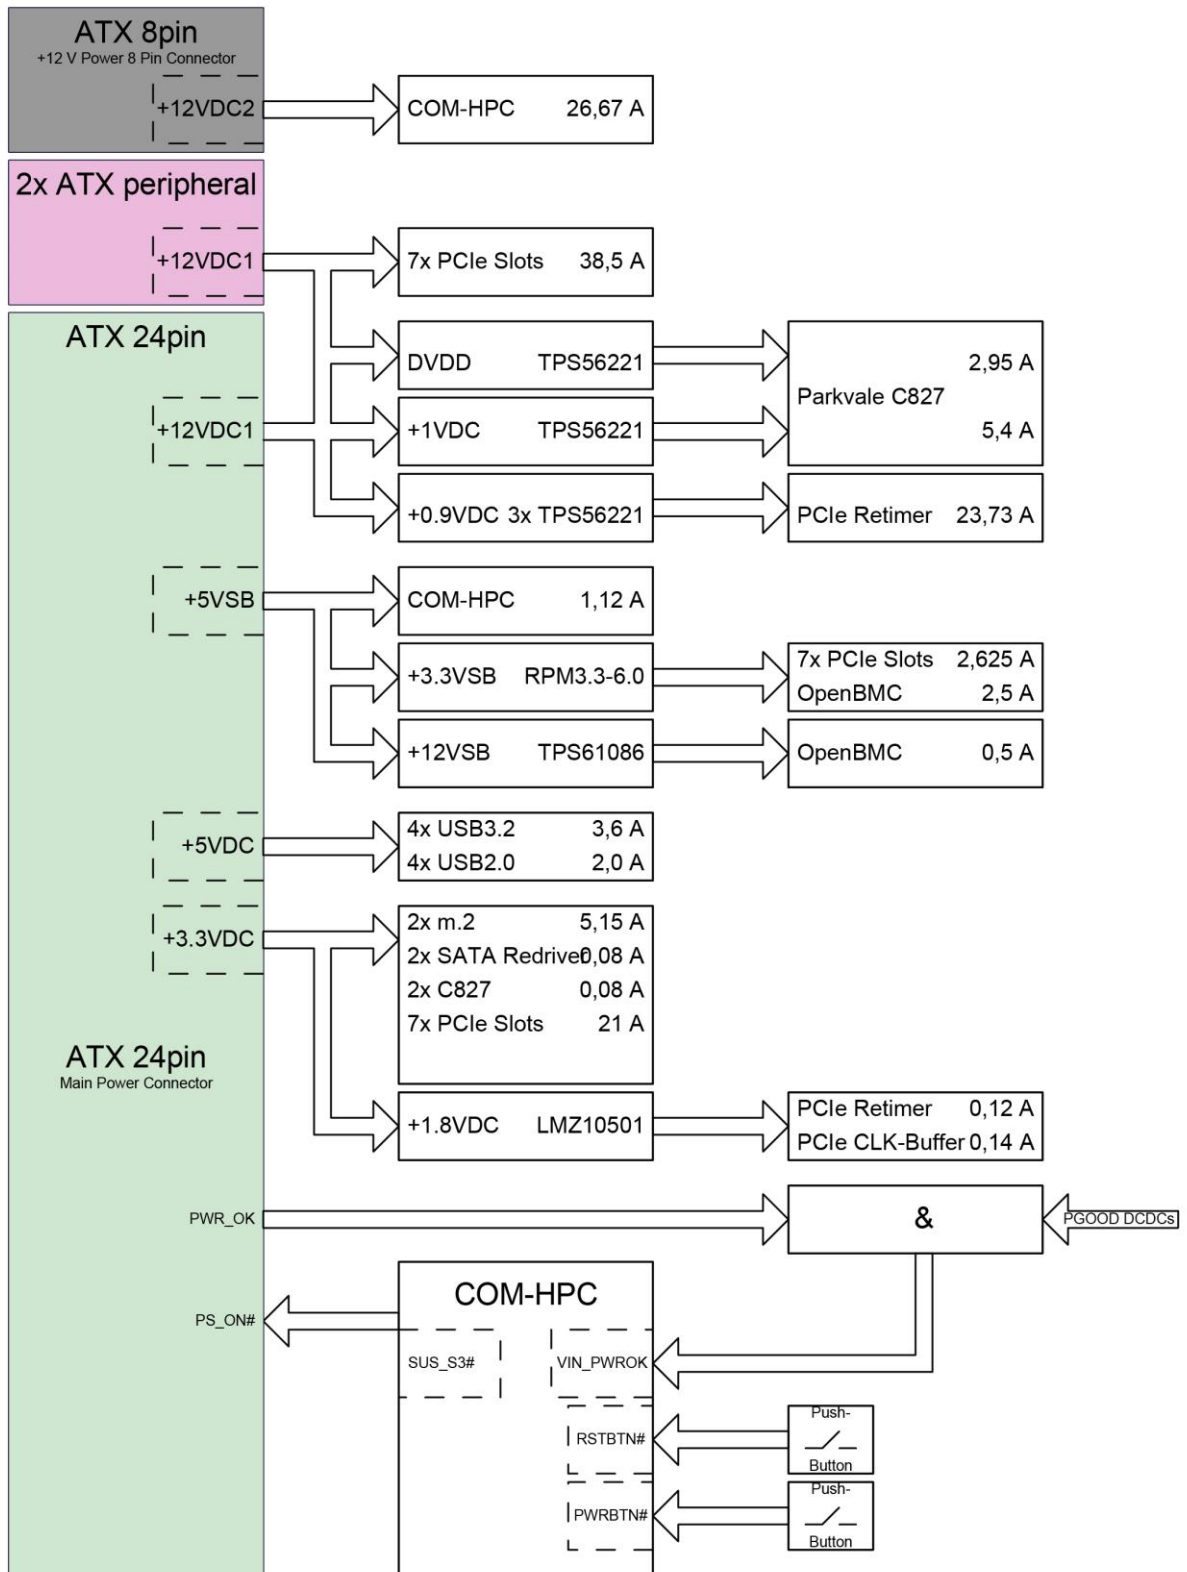 ATX 8pin
+12 V Power 8 Pin Connector
+12VDC2
COM-HPC 26,67 A
2x ATX peripheral
+12VDC1
7x PCIe Slots 38,5 A
ATX 24pin
DVDD TPS56221
2,95 A
Parkvale C827
+12VDC1
+1VDC TPS56221
5,4 A
+0.9VDC 3x TPS56221
PCIe Retimer 23,73 A
+5VSB
COM-HPC 1,12 A
+3.3VSB RPM3.3-6.0
7x PCIe Slots 2,625 A
OpenBMC 2,5 A
+12VSB TPS61086
OpenBMC 0,5 A
+5VDC
4x USB3.2 3,6 A
4x USB2.0 2,0 A
+3.3VDC
2x m.2 5,15 A
2x SATA Redriver 0,08 A
2x C827 0,08 A
7x PCIe Slots 21 A
ATX 24pin
Main Power Connector
+1.8VDC LMZ10501
PCIe Retimer 0,12 A
PCIe CLK-Buffer 0,14 A
PWR_OK
&
PGOOD DCDCs
COM-HPC
PS_ON#
SUS_S3#
VIN_PWROK
RSTBTN#
Push-
Button
PWRBTN#
Push-
Button